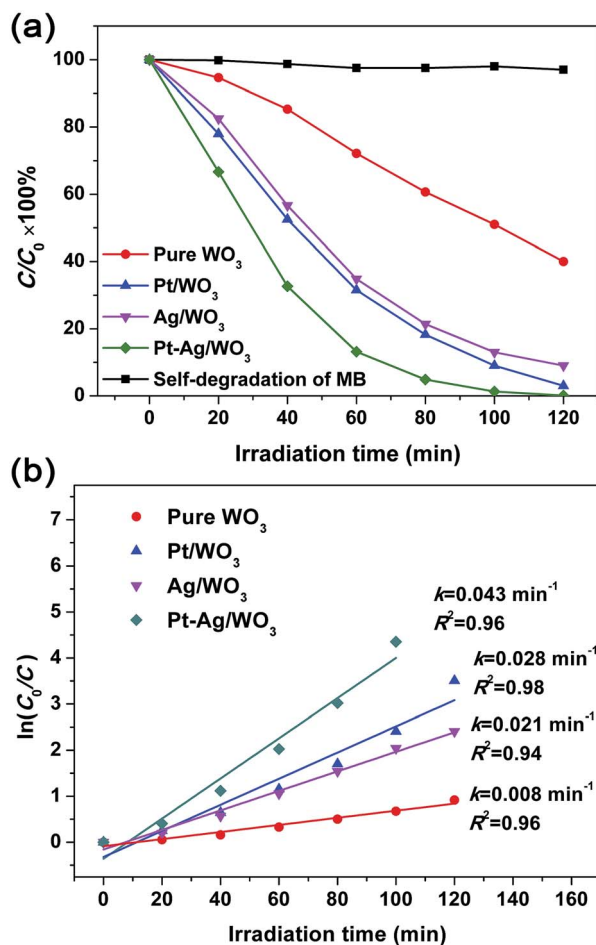 (a)
100
80
60
40
20
0
C/C₀ ×100%
Pure WO₃
Pt/WO₃
Ag/WO₃
Pt-Ag/WO₃
Self-degradation of MB
0 20 40 60 80 100 120
Irradiation time (min)
(b)
7
6
5
4
3
2
1
0
ln(C₀/C)
Pure WO₃
Pt/WO₃
Ag/WO₃
Pt-Ag/WO₃
k=0.043 min⁻¹
R²=0.96
k=0.028 min⁻¹
R²=0.98
k=0.021 min⁻¹
R²=0.94
k=0.008 min⁻¹
R²=0.96
0 20 40 60 80 100 120 140 160
Irradiation time (min)